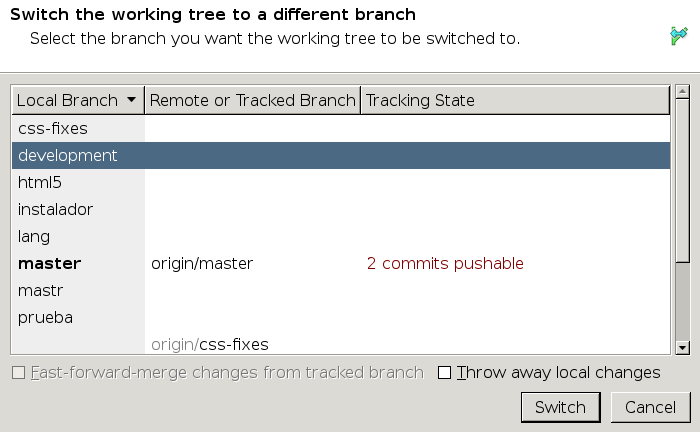 Switch the working tree to a different branch
Select the branch you want the working tree to be switched to.
Local Branch Remote or Tracked Branch Tracking State
css-fixes
development
html5
instalador
lang
master origin/master 2 commits pushable
mastr
prueba
origin/css-fixes
Fast-forward-merge changes from tracked branch Throw away local changes
Switch Cancel